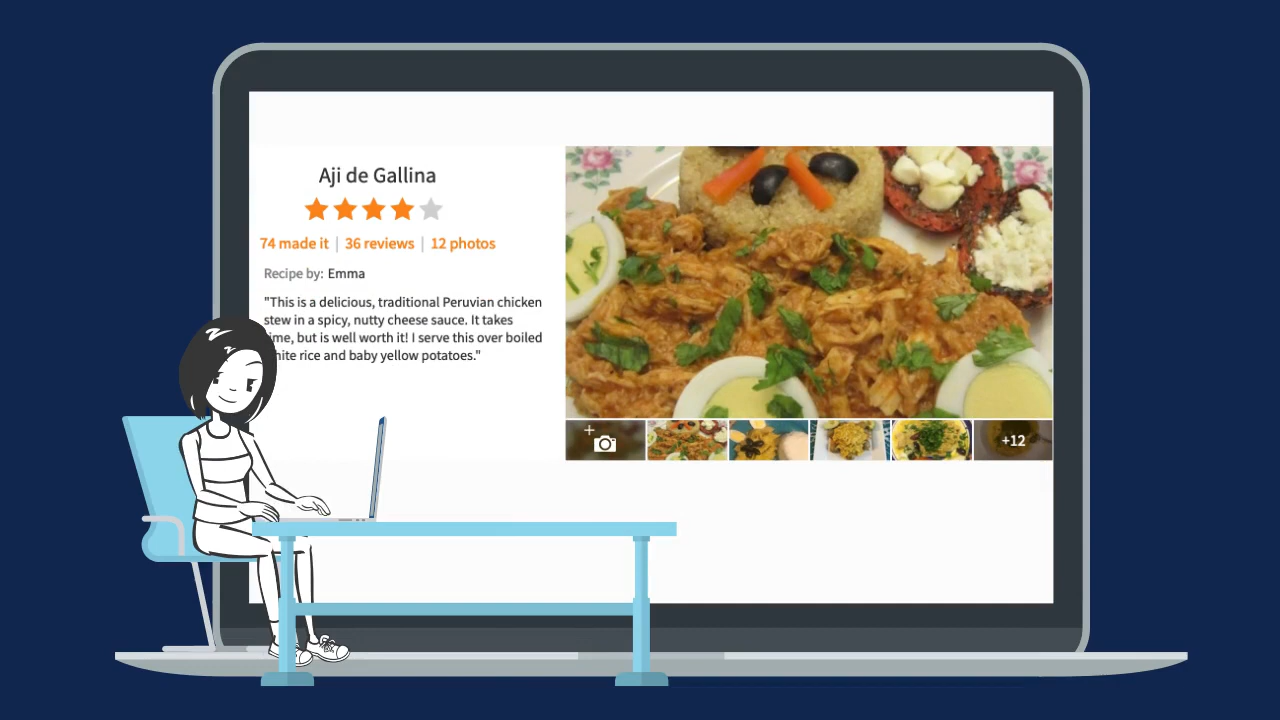 Aji de Gallina
74 made it | 36 reviews | 12 photos
Recipe by: Emma
"This is a delicious, traditional Peruvian chicken
stew in a spicy, nutty cheese sauce. It takes
time, but is well worth it! I serve this over boiled
white rice and baby yellow potatoes."
+12